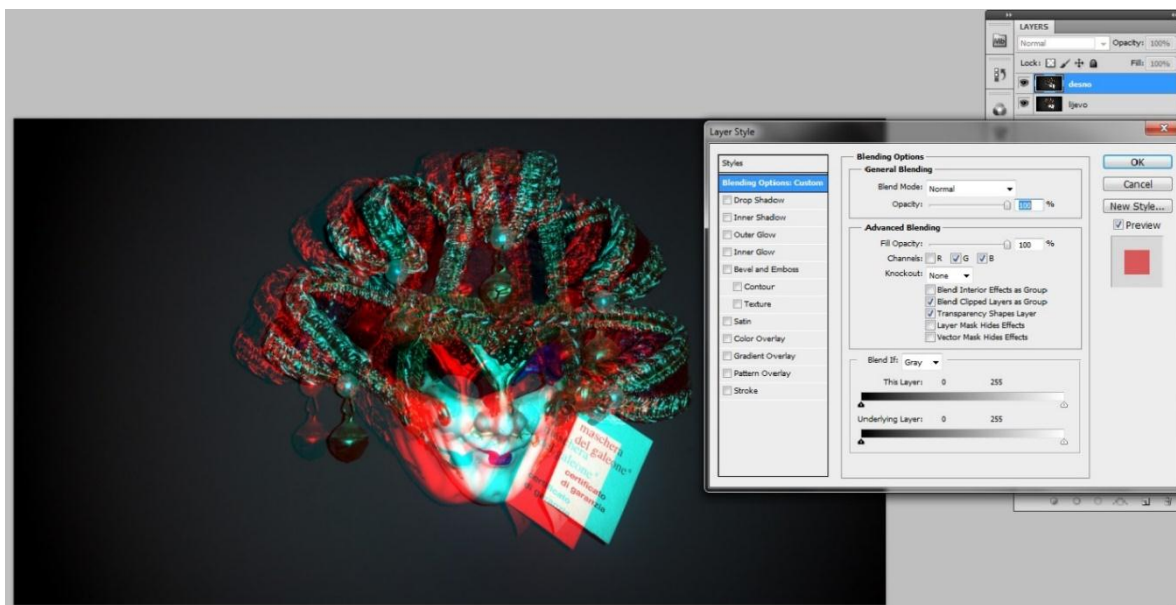 LAYERS
Normal Opacity: 100%
Lock: Fill: 100%
desno
lijevo
Layer Style
Styles
Blending Options: Custom
Drop Shadow
Inner Shadow
Outer Glow
Inner Glow
Bevel and Emboss
Contour
Texture
Satin
Color Overlay
Gradient Overlay
Pattern Overlay
Stroke
Blending Options
General Blending
Blend Mode: Normal
Opacity: 100 %
Advanced Blending
Fill Opacity: 100 %
Channels: R G B
Knockout: None
Blend Interior Effects as Group
Blend Clipped Layers as Group
Transparency Shapes Layer
Layer Mask Hides Effects
Vector Mask Hides Effects
Blend If: Gray
This Layer: 0 255
Underlying Layer: 0 255
OK
Cancel
New Style...
Preview
maschera
del galeone
certificato
di garanzia